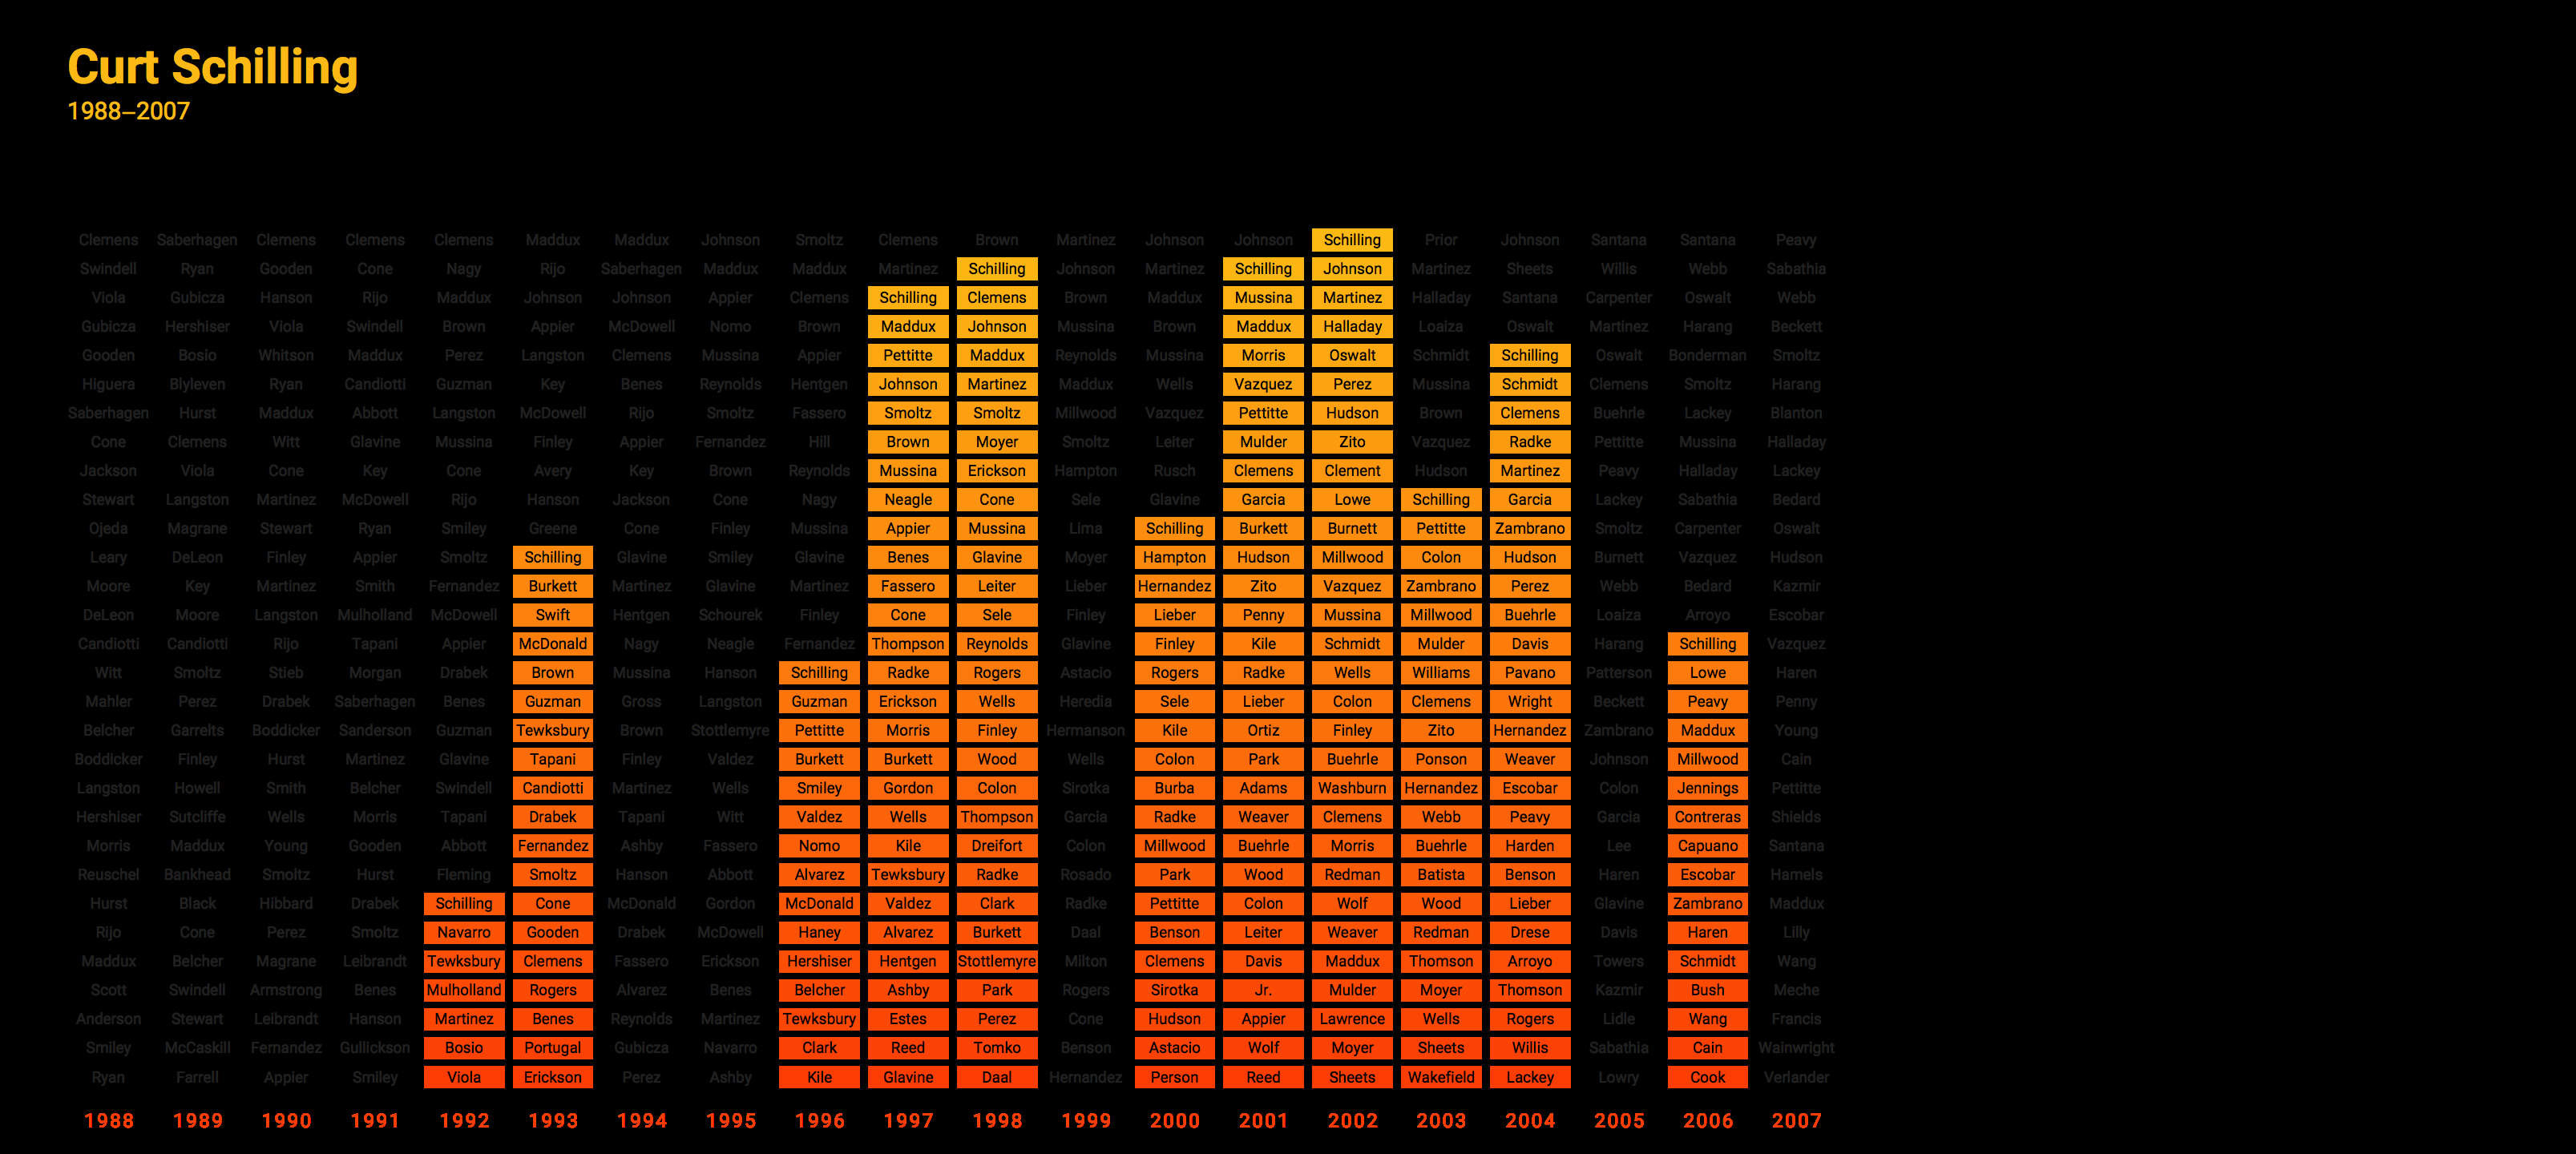 Curt Schilling
1988–2007
Clemens Saberhagen Clemens Clemens Clemens Maddux Maddux Johnson Smoltz Clemens Brown Martinez Johnson Johnson Schilling Prior Johnson Santana Santana Peavy
Swindell Ryan Gooden Cone Nagy Rijo Saberhagen Maddux Maddux Martinez Schilling Johnson Martinez Schilling Johnson Martinez Sheets Willis Webb Sabathia
Viola Gubicza Hanson Rijo Maddux Johnson Johnson Appier Clemens Schilling Clemens Brown Maddux Mussina Martinez Halladay Santana Carpenter Oswalt Webb
Gubicza Hershiser Viola Swindell Brown Appier McDowell Nomo Brown Maddux Johnson Mussina Brown Maddux Halladay Loaiza Oswalt Martinez Harang Beckett
Gooden Bosio Whitson Maddux Perez Langston Clemens Mussina Appier Pettitte Maddux Reynolds Mussina Morris Oswalt Schmidt Schilling Oswalt Bonderman Smoltz
Higuera Blyleven Ryan Candiotti Guzman Key Benes Reynolds Hentgen Johnson Martinez Maddux Wells Vazquez Perez Mussina Schmidt Clemens Smoltz Harang
Saberhagen Hurst Maddux Abbott Langston McDowell Rijo Smoltz Fassero Smoltz Smoltz Millwood Vazquez Pettitte Hudson Brown Clemens Buehrle Lackey Blanton
Cone Clemens Witt Glavine Mussina Finley Appier Fernandez Hill Brown Moyer Smoltz Leiter Mulder Zito Vazquez Radke Pettitte Mussina Halladay
Jackson Viola Cone Key Cone Avery Key Brown Reynolds Mussina Erickson Hampton Rusch Clemens Clement Hudson Martinez Peavy Halladay Lackey
Stewart Langston Martinez McDowell Rijo Hanson Jackson Cone Nagy Neagle Cone Sele Glavine Garcia Lowe Schilling Garcia Lackey Sabathia Bedard
Ojeda Magrane Stewart Ryan Smiley Greene Cone Finley Mussina Appier Mussina Lima Schilling Burkett Burnett Pettitte Zambrano Smoltz Carpenter Oswalt
Leary DeLeon Finley Appier Smoltz Schilling Glavine Smiley Glavine Benes Glavine Moyer Hampton Hudson Millwood Colon Hudson Burnett Vazquez Hudson
Moore Key Martinez Smith Fernandez Burkett Martinez Glavine Martinez Fassero Leiter Lieber Hernandez Zito Vazquez Zambrano Perez Webb Bedard Kazmir
DeLeon Moore Langston Mulholland McDowell Swift Hentgen Schourek Finley Cone Sele Finley Lieber Penny Mussina Millwood Buehrle Loaiza Arroyo Escobar
Candiotti Candiotti Rijo Tapani Appier McDonald Nagy Neagle Fernandez Thompson Reynolds Glavine Finley Kile Schmidt Mulder Davis Harang Schilling Vazquez
Witt Smoltz Stieb Morgan Drabek Brown Mussina Hanson Schilling Radke Rogers Astacio Rogers Radke Wells Williams Pavano Patterson Lowe Haren
Mahler Perez Drabek Saberhagen Benes Guzman Gross Langston Guzman Erickson Wells Heredia Sele Lieber Colon Clemens Wright Beckett Peavy Penny
Belcher Garrelts Boddicker Sanderson Guzman Tewksbury Brown Stottlemyre Pettitte Morris Finley Hermanson Kile Ortiz Finley Zito Hernandez Zambrano Maddux Young
Boddicker Finley Hurst Martinez Glavine Tapani Finley Valdez Burkett Burkett Wood Wells Colon Park Buehrle Ponson Weaver Johnson Millwood Cain
Langston Howell Smith Belcher Swindell Candiotti Martinez Wells Smiley Gordon Colon Sirotka Burba Adams Washburn Hernandez Escobar Colon Jennings Pettitte
Hershiser Sutcliffe Wells Morris Tapani Drabek Tapani Witt Valdez Wells Thompson Garcia Radke Weaver Clemens Webb Peavy Garcia Contreras Shields
Morris Maddux Young Gooden Abbott Fernandez Ashby Fassero Nomo Kile Dreifort Colon Millwood Buehrle Morris Buehrle Harden Lee Capuano Santana
Reuschel Bankhead Smoltz Hurst Fleming Smoltz Hanson Abbott Alvarez Tewksbury Radke Rosado Park Wood Redman Batista Benson Haren Escobar Hamels
Hurst Black Hibbard Drabek Schilling Cone McDonald Gordon McDonald Valdez Clark Radke Pettitte Colon Wolf Wood Lieber Glavine Zambrano Maddux
Rijo Cone Perez Smoltz Navarro Gooden Drabek McDowell Haney Alvarez Burkett Daal Benson Leiter Weaver Redman Drese Davis Haren Lilly
Maddux Belcher Magrane Leibrandt Tewksbury Clemens Fassero Erickson Hershiser Hentgen Stottlemyre Milton Clemens Davis Maddux Thomson Arroyo Towers Schmidt Wang
Scott Swindell Armstrong Benes Mulholland Rogers Alvarez Benes Belcher Ashby Park Rogers Sirotka Jr. Mulder Moyer Thomson Kazmir Bush Meche
Anderson Stewart Leibrandt Hanson Martinez Benes Reynolds Martinez Tewksbury Estes Perez Cone Hudson Appier Lawrence Wells Rogers Lidle Wang Francis
Smiley McCaskill Fernandez Gullickson Bosio Portugal Gubicza Navarro Clark Reed Tomko Benson Astacio Wolf Moyer Sheets Willis Sabathia Cain Wainwright
Ryan Farrell Appier Smiley Viola Erickson Perez Ashby Kile Glavine Daal Hernandez Person Reed Sheets Wakefield Lackey Lowry Cook Verlander
1988 1989 1990 1991 1992 1993 1994 1995 1996 1997 1998 1999 2000 2001 2002 2003 2004 2005 2006 2007